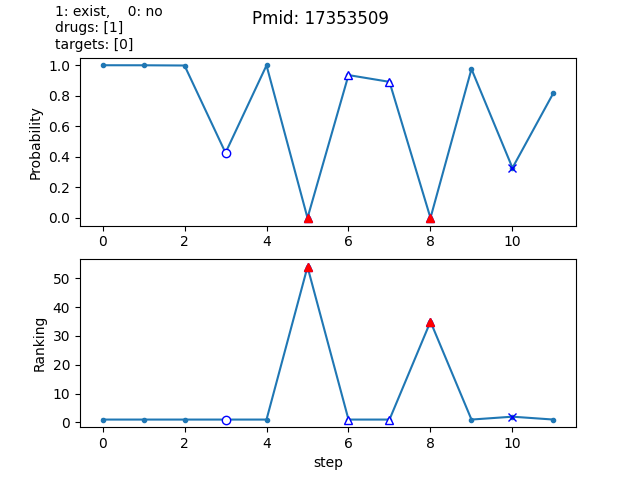 1: exist,    0: no
drugs: [1]
targets: [0]
Pmid: 17353509
1.0
0.8
0.6
0.4
0.2
0.0
Probability
0 2 4 6 8 10
50
40
30
20
10
0
Ranking
0 2 4 6 8 10
step